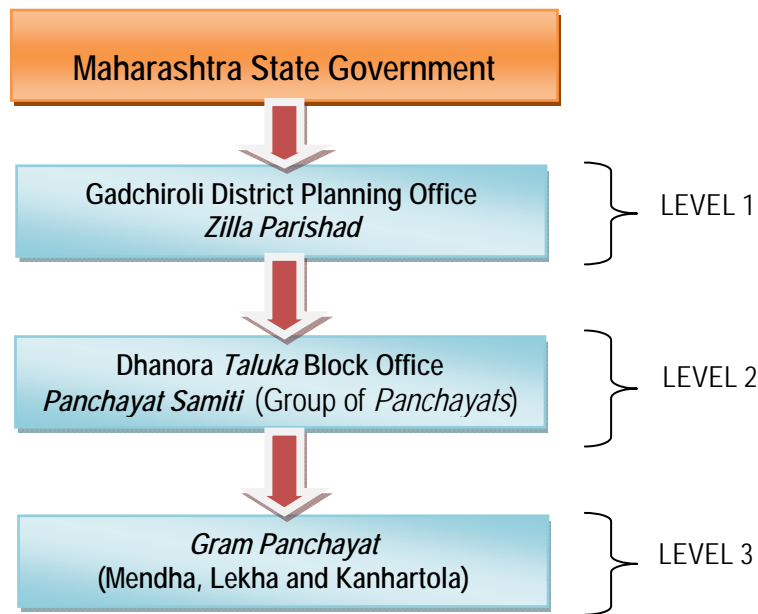 Maharashtra State Government
Gadchiroli District Planning Office
Zilla Parishad
LEVEL 1
Dhanora Taluka Block Office
Panchayat Samiti (Group of Panchayats)
LEVEL 2
Gram Panchayat
(Mendha, Lekha and Kanhartola)
LEVEL 3